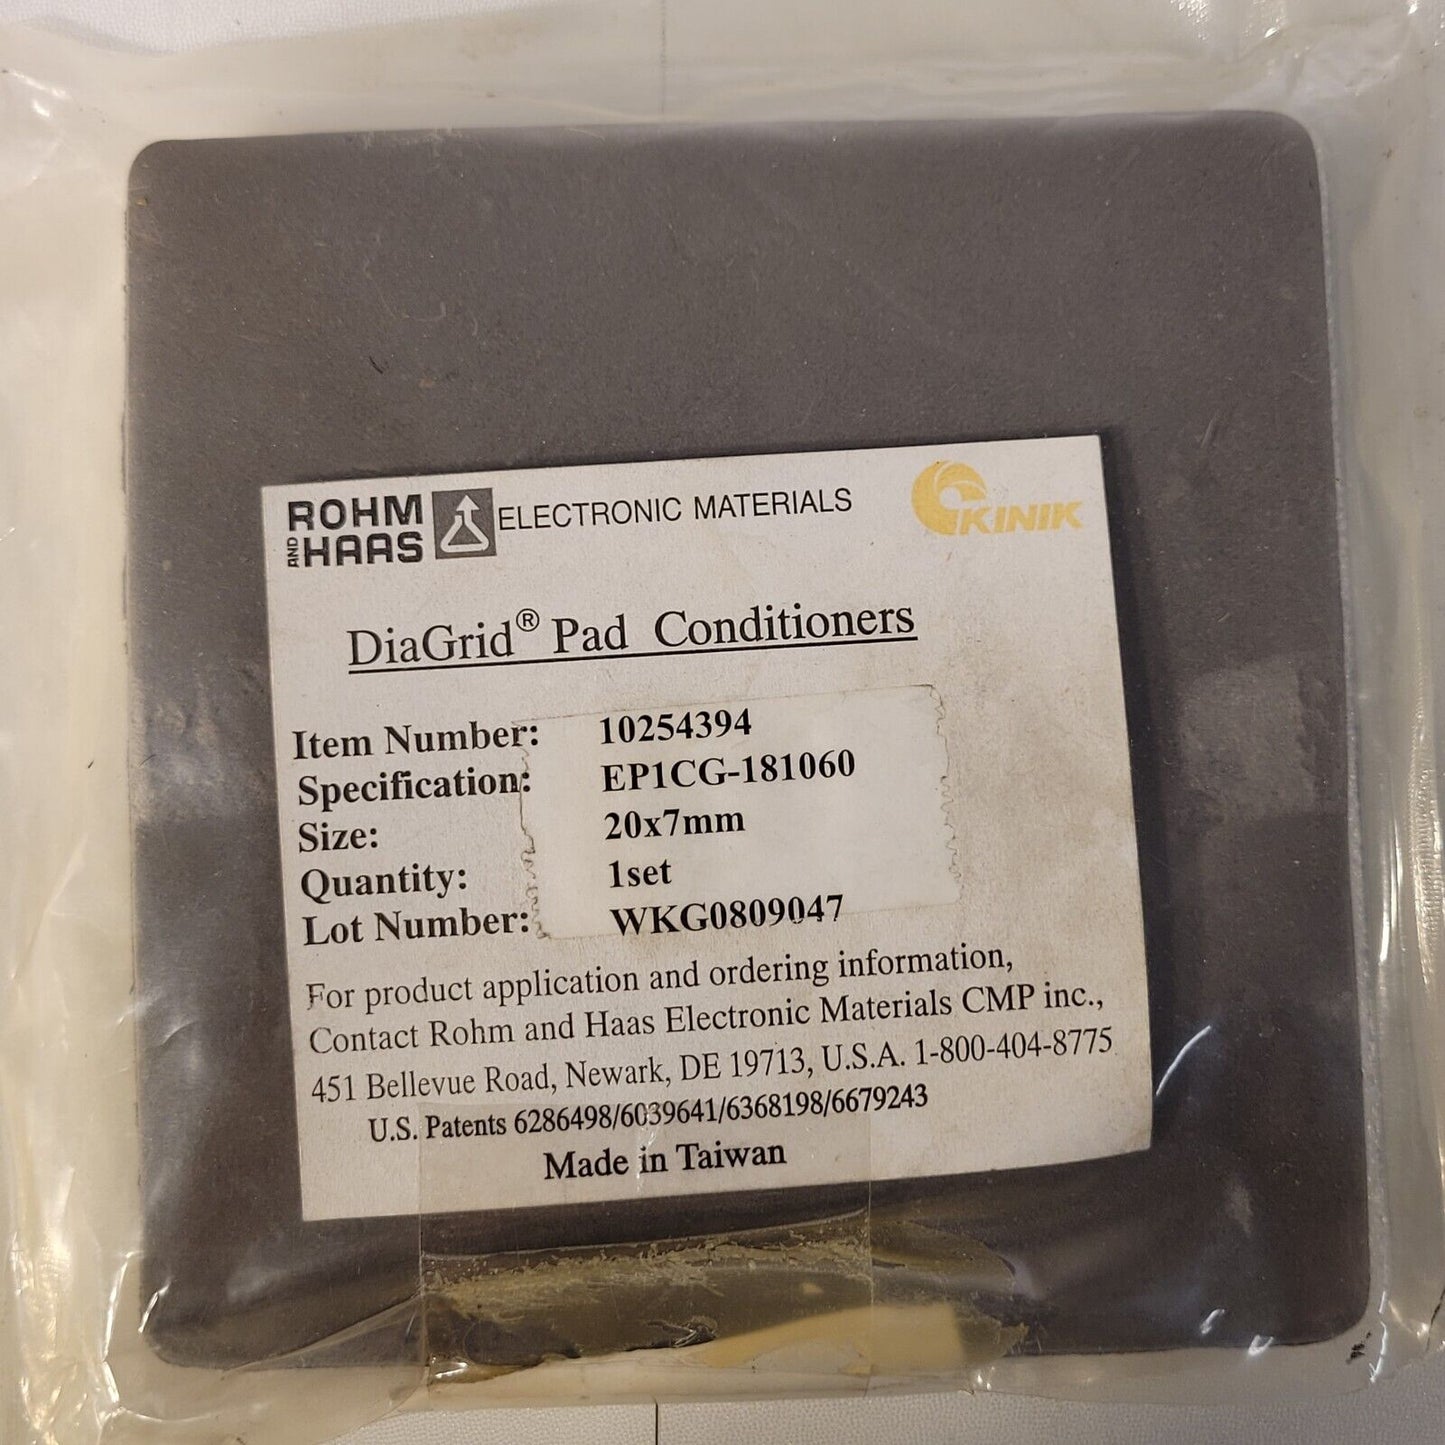 ROHM AND HAAS ELECTRONIC MATERIALS KINIK
DiaGrid® Pad Conditioners
Item Number: 10254394
Specification: EP1CG-181060
Size: 20x7mm
Quantity: 1set
Lot Number: WKG0809047
For product application and ordering information,
Contact Rohm and Haas Electronic Materials CMP inc.,
451 Bellevue Road, Newark, DE 19713, U.S.A. 1-800-404-8775
U.S. Patents 6286498/6039641/6368198/6679243
Made in Taiwan